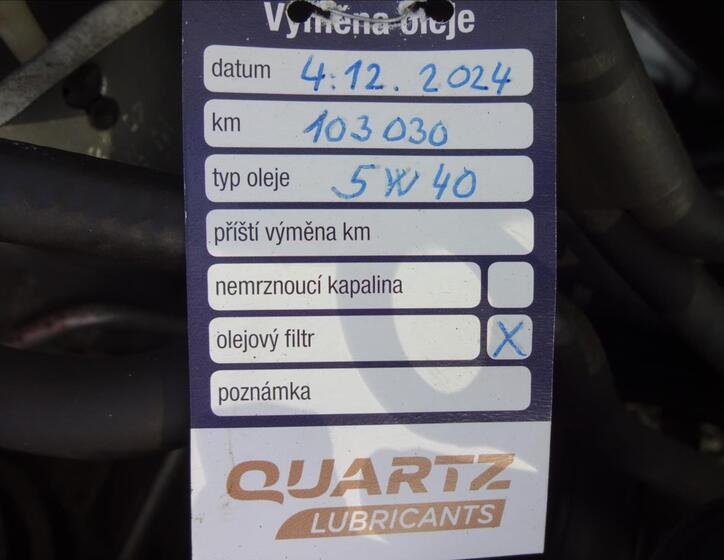 Výměna oleje
datum 4.12.2024
km 103030
typ oleje 5W40
příští výměna km
nemrznoucí kapalina
olejový filtr X
poznámka
QUARTZ
LUBRICANTS